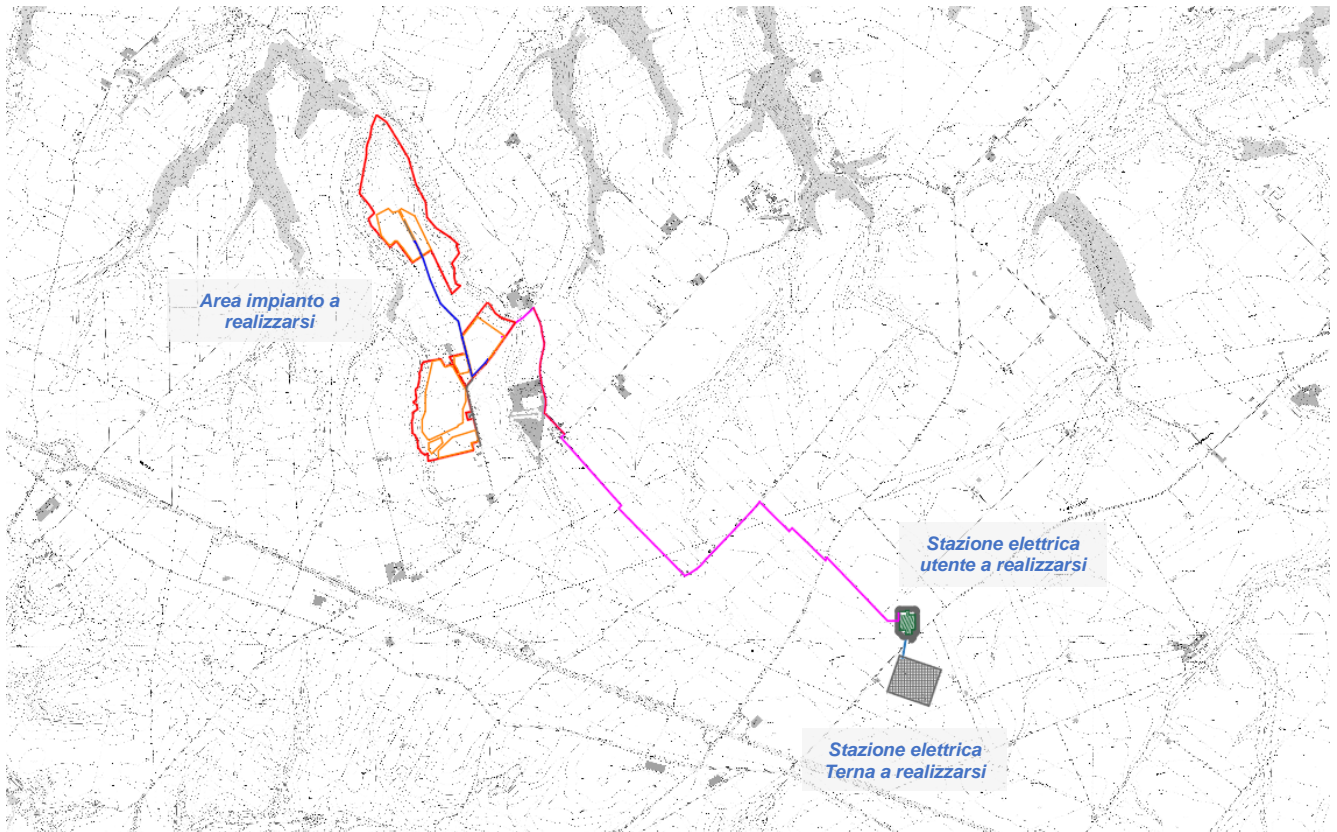 Area impianto a
realizzarsi
Stazione elettrica
utente a realizzarsi
Stazione elettrica
Terna a realizzarsi